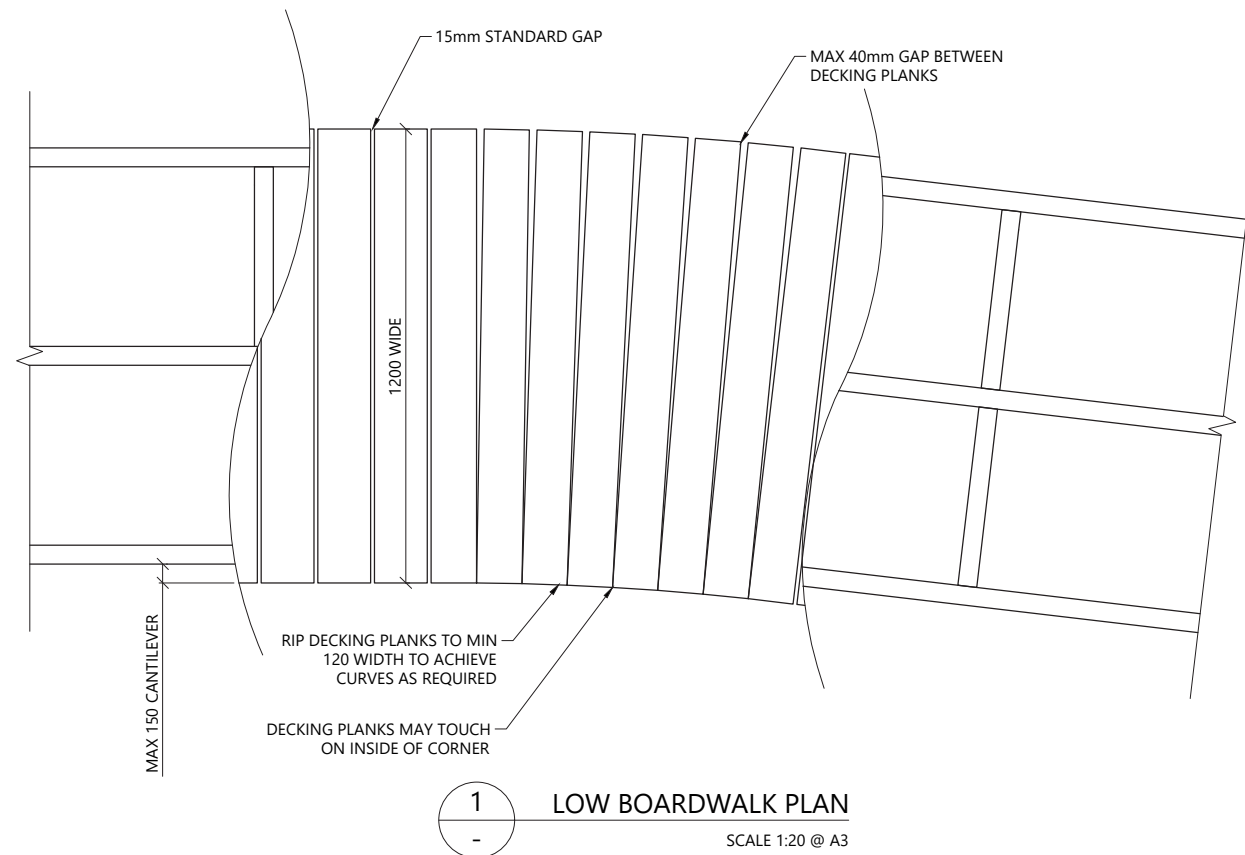 15mm STANDARD GAP
MAX 40mm GAP BETWEEN
DECKING PLANKS
1200 WIDE
RIP DECKING PLANKS TO MIN
120 WIDTH TO ACHIEVE
CURVES AS REQUIRED
MAX 150 CANTILEVER
DECKING PLANKS MAY TOUCH
ON INSIDE OF CORNER
1
-
LOW BOARDWALK PLAN
SCALE 1:20 @ A3